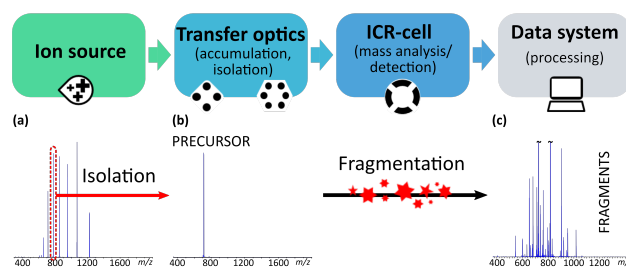 Ion source
Transfer optics
(accumulation,
isolation)
ICR-cell
(mass analysis/
detection)
Data system
(processing)
(a)
(b)
(c)
PRECURSOR
Isolation
Fragmentation
FRAGMENTS
400 800 1200 1600 m/z
400 800 1200 1600 m/z
400 600 800 1000 1200 m/z